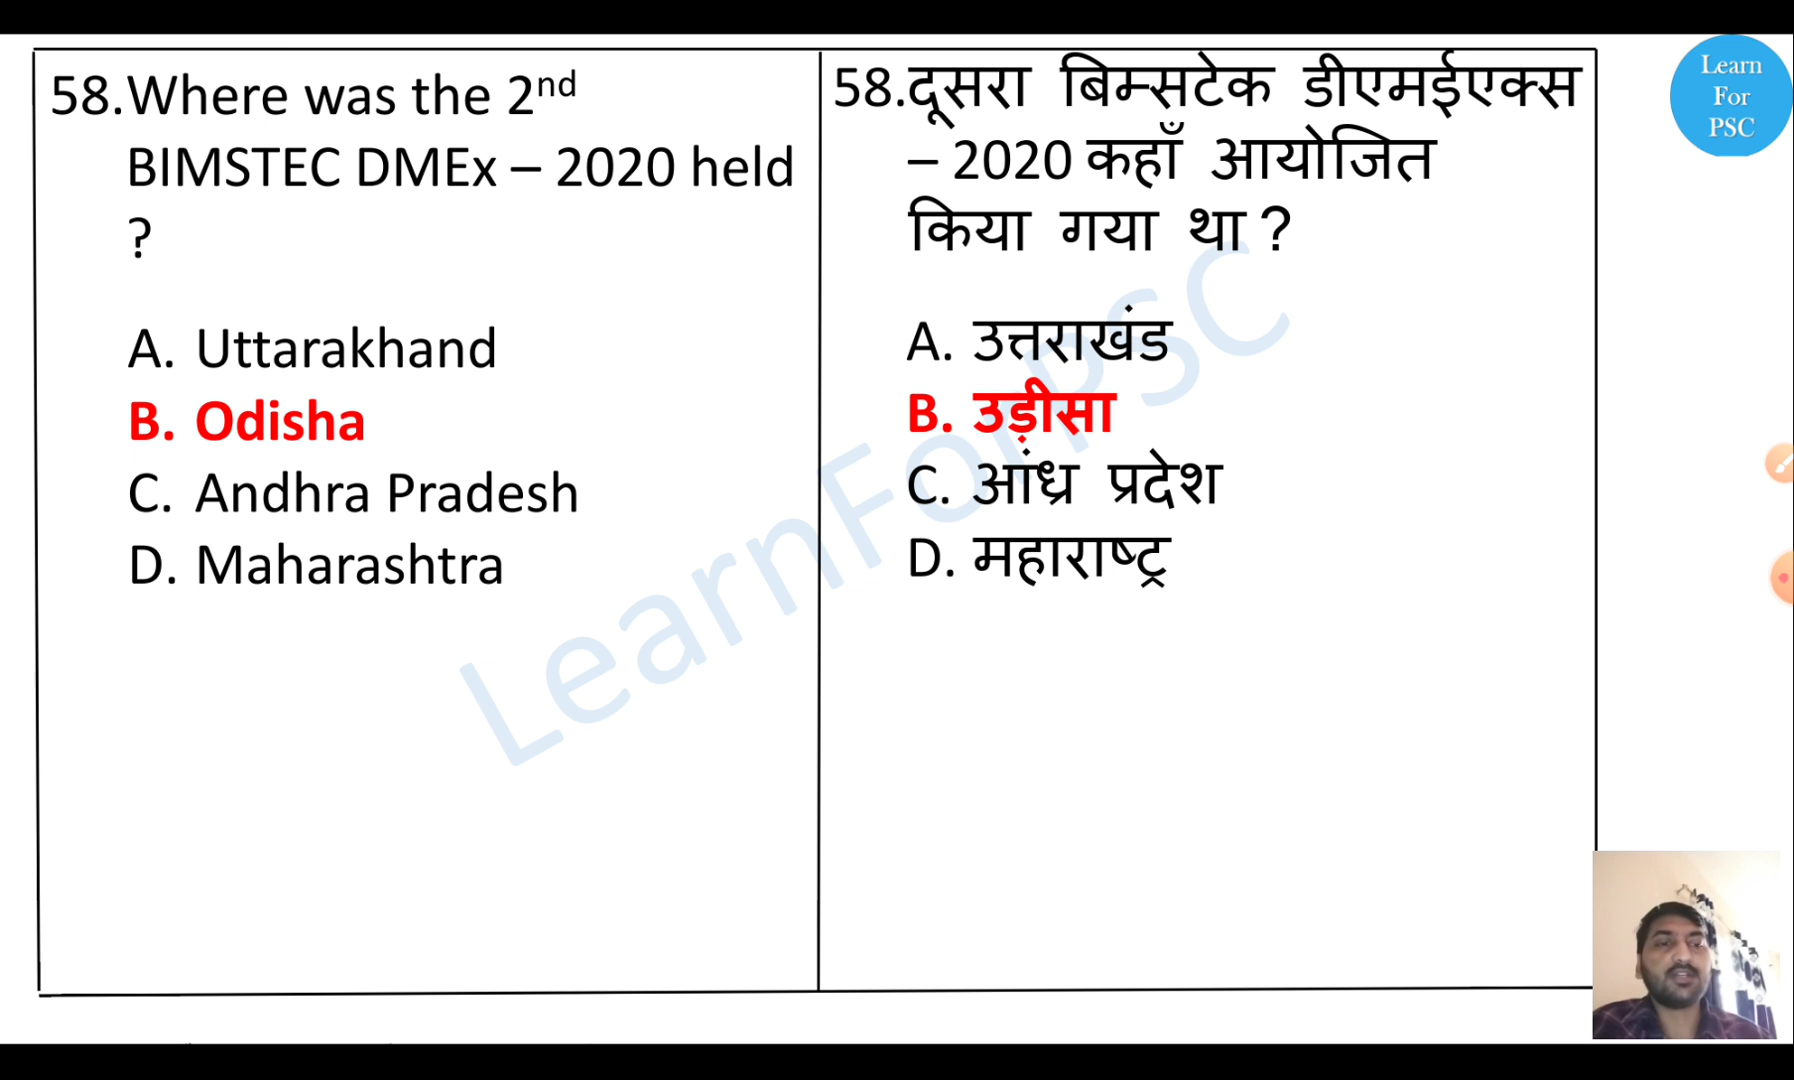 58.Where was the 2nd
BIMSTEC DMEx – 2020 held
?
A. Uttarakhand
B. Odisha
C. Andhra Pradesh
D. Maharashtra
58.दूसरा बिम्सटेक डीएमईएक्स
– 2020 कहाँ आयोजित
किया गया था ?
A. उत्तराखंड
B. उड़ीसा
C. आंध्र प्रदेश
D. महाराष्ट्र
Learn
For
PSC
LearnForPSC